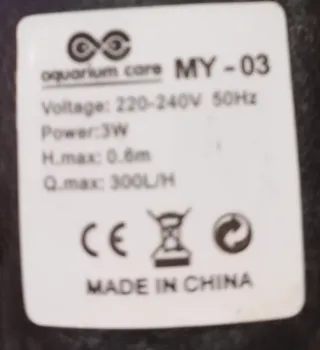 aquarium care MY-03
Voltage: 220-240V 50Hz
Power:3W
H.max: 0.6m
Q.max: 300L/H
CE
MADE IN CHINA